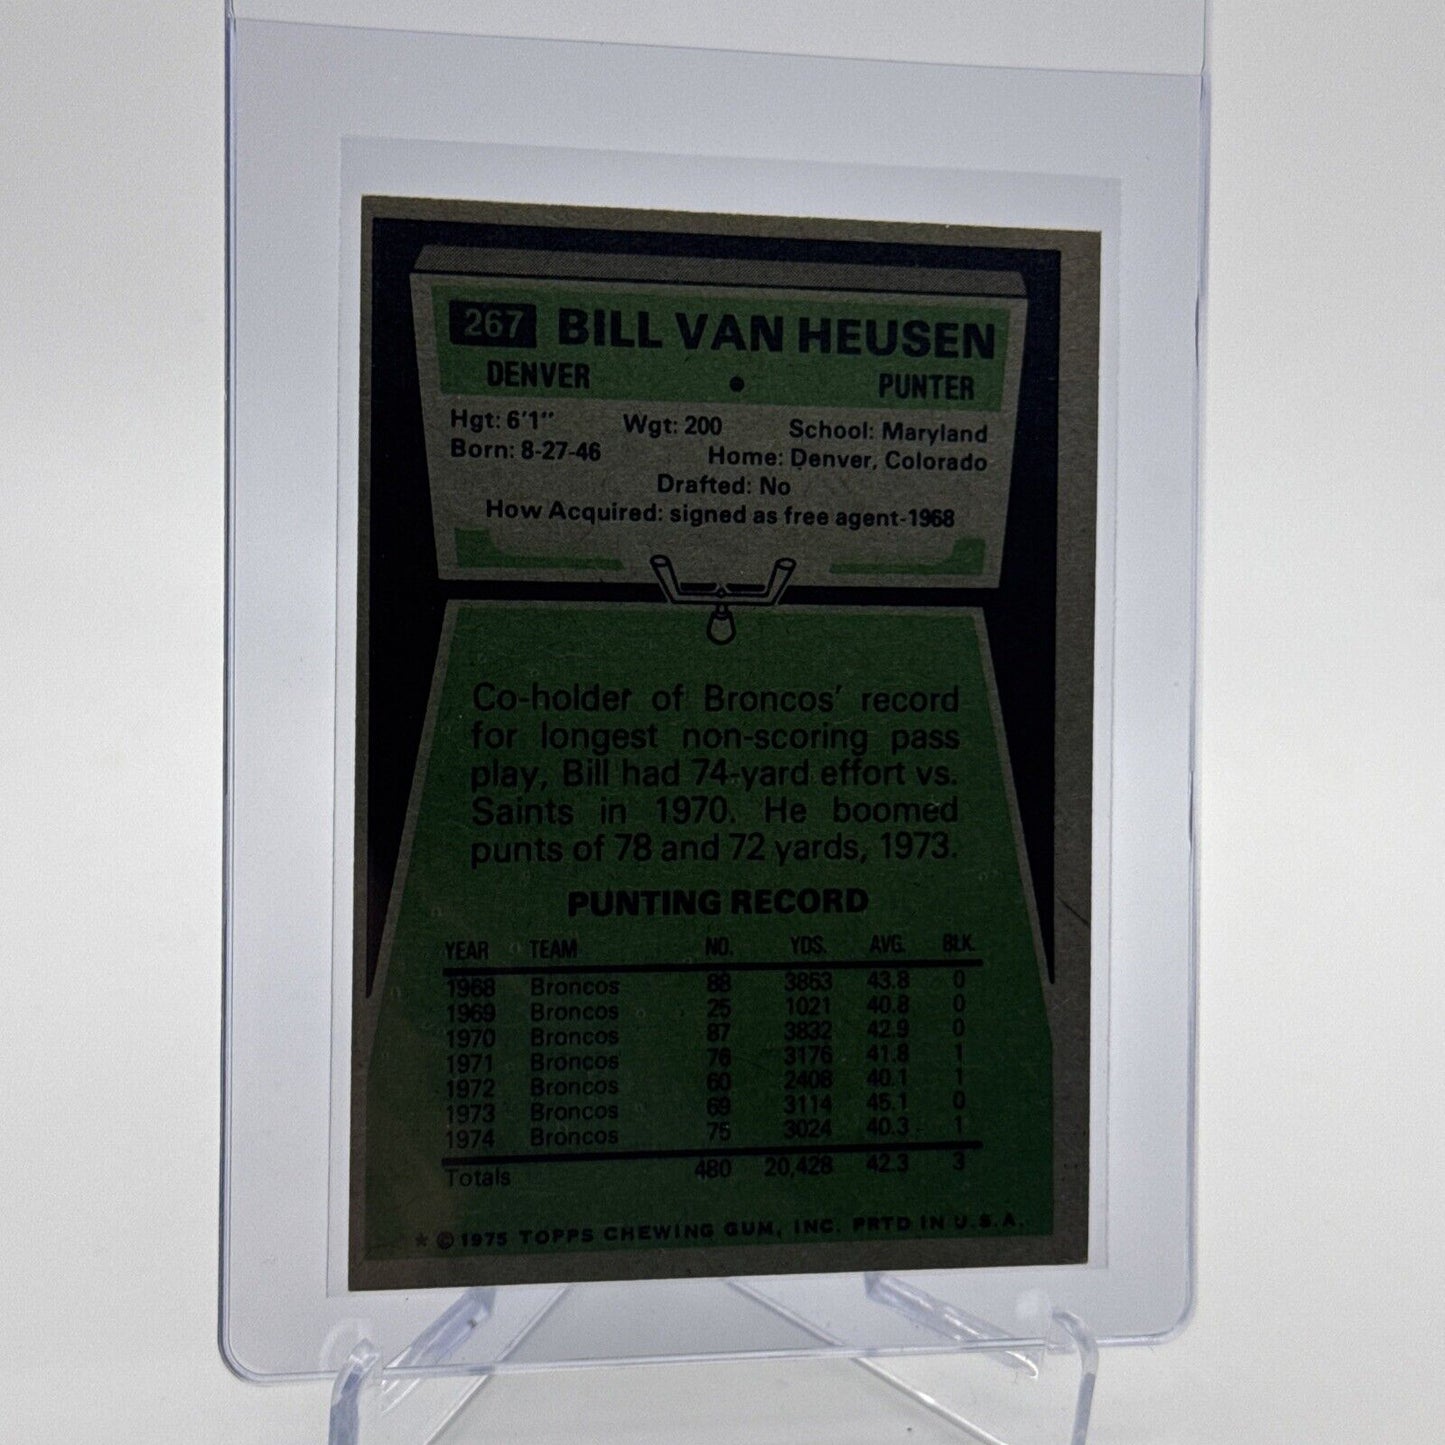 267 BILL VAN HEUSEN
DENVER • PUNTER
Hgt: 6'1" Wgt: 200 School: Maryland
Born: 8-27-46 Home: Denver, Colorado
Drafted: No
How Acquired: signed as free agent-1968
Co-holder of Broncos' record
for longest non-scoring pass
play, Bill had 74-yard effort vs.
Saints in 1970. He boomed
punts of 78 and 72 yards, 1973.
PUNTING RECORD
YEAR TEAM NO. YDS. AVG. BLK.
1968 Broncos 88 3853 43.8 0
1969 Broncos 25 1021 40.8 0
1970 Broncos 87 3832 42.9 0
1971 Broncos 76 3176 41.8 1
1972 Broncos 60 2408 40.1 1
1973 Broncos 69 3114 45.1 0
1974 Broncos 75 3024 40.3 1
Totals 480 20,428 42.3 3
* © 1975 TOPPS CHEWING GUM, INC. PRTD IN U.S.A.